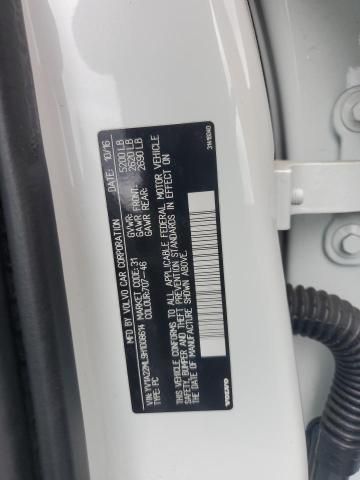 MFD BY VOLVO CAR CORPORATION DATE: 10/16
GVWR: 5200 LB
GAWR FRONT: 2620 LB
GAWR REAR: 2690 LB
MARKET CODE: 31
COLOUR:707-46
TYPE: PC
THIS VEHICLE CONFORMS TO ALL APPLICABLE FEDERAL MOTOR VEHICLE
SAFETY, BUMPER AND THEFT PREVENTION STANDARDS IN EFFECT ON
THE DATE OF MANUFACTURE SHOWN ABOVE.
VOLVO